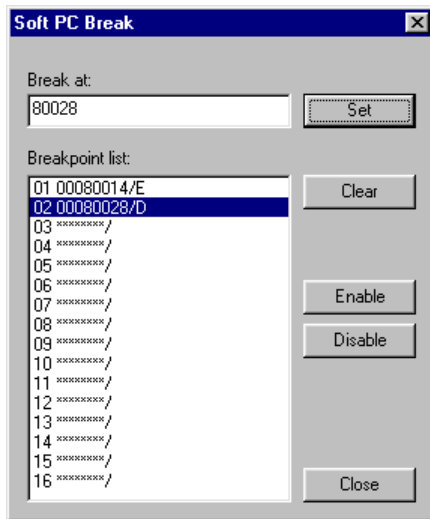 Soft PC Break
Break at:
80028
Set
Breakpoint list:
01 00080014/E
02 00080028/D
03 ********/
04 ********/
05 ********/
06 ********/
07 ********/
08 ********/
09 ********/
10 ********/
11 ********/
12 ********/
13 ********/
14 ********/
15 ********/
16 ********/
Clear
Enable
Disable
Close